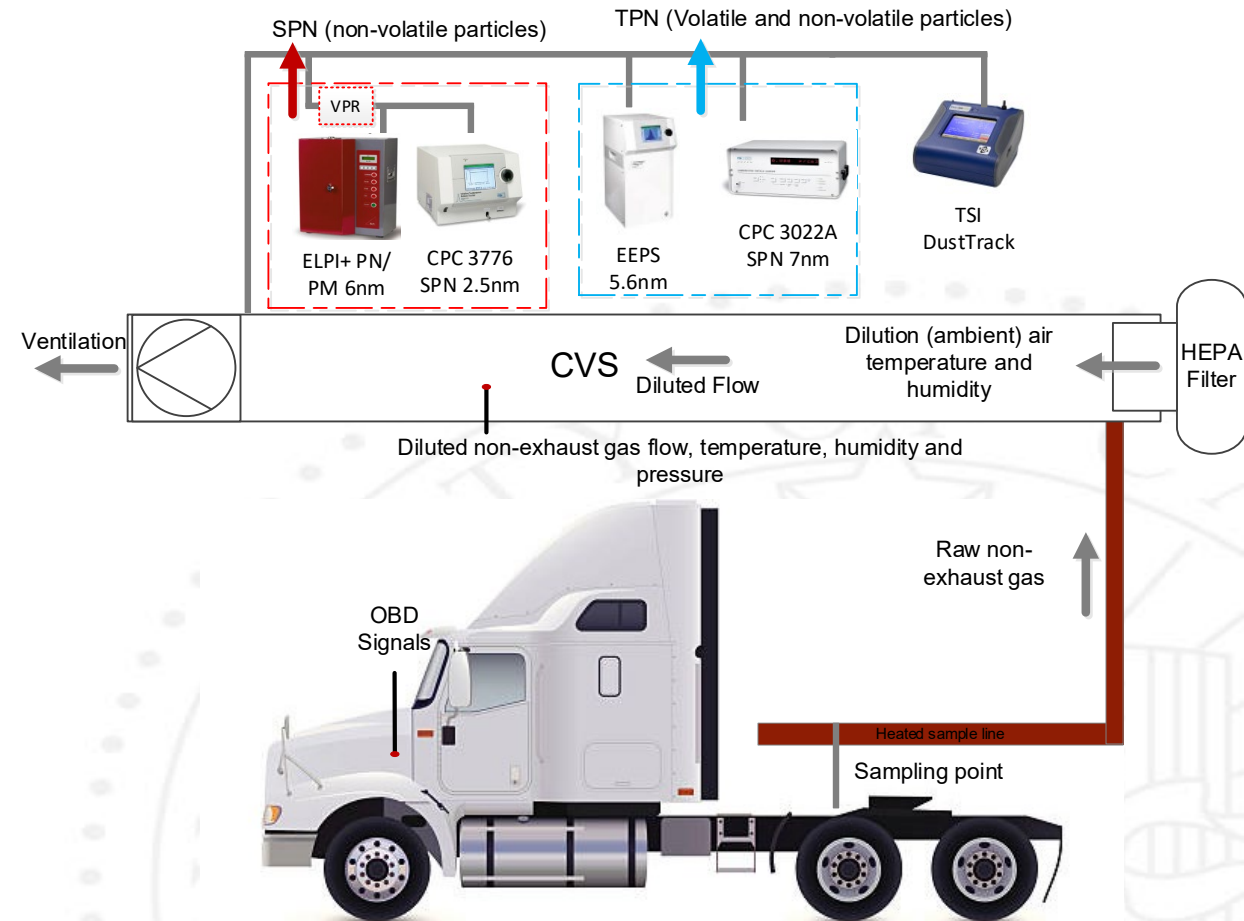 SPN (non-volatile particles)
TPN (Volatile and non-volatile particles)
VPR
ELPI+ PN/
PM 6nm
CPC 3776
SPN 2.5nm
EEPS
5.6nm
CPC 3022A
SPN 7nm
TSI
DustTrack
Ventilation
CVS
Diluted Flow
Dilution (ambient) air
temperature and
humidity
HEPA
Filter
Diluted non-exhaust gas flow, temperature, humidity and
pressure
Raw non-
exhaust gas
OBD
Signals
Heated sample line
Sampling point